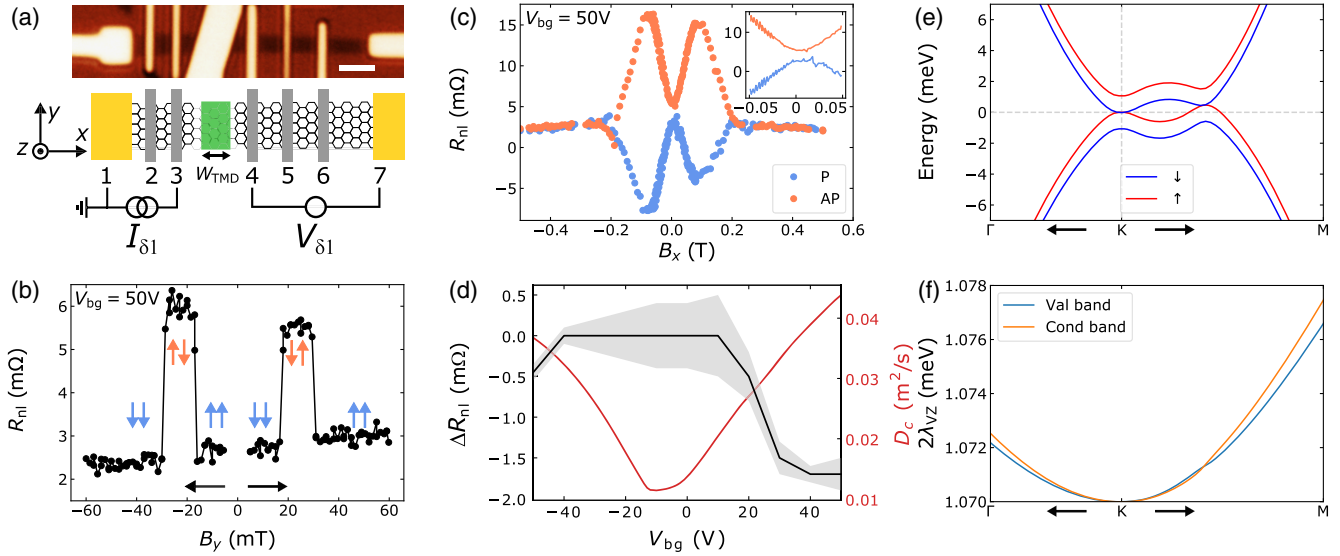 (a)
y
x
z
W_TMD
1 2 3 4 5 6 7
I_δ1
V_δ1
(b)
V_bg = 50V
R_nl (mΩ)
6
5
4
3
2
−60 −40 −20 0 20 40 60
B_y (mT)
(c)
V_bg = 50V
R_nl (mΩ)
15
10
5
0
−5
−0.4 −0.2 0.0 0.2 0.4 0.6
B_x (T)
P
AP
10
0
−0.05 0 0.05
(d)
ΔR_nl (mΩ)
0.5
0.0
−0.5
−1.0
−1.5
−2.0
−40 −20 0 20 40
V_bg (V)
0.04
0.03
0.02
0.01
D_c (m²/s)
(e)
Energy (meV)
6
4
2
0
−2
−4
−6
↓
↑
Γ K M
(f)
2λ_VZ (meV)
1.078
1.076
1.074
1.072
1.070
Val band
Cond band
Γ K M